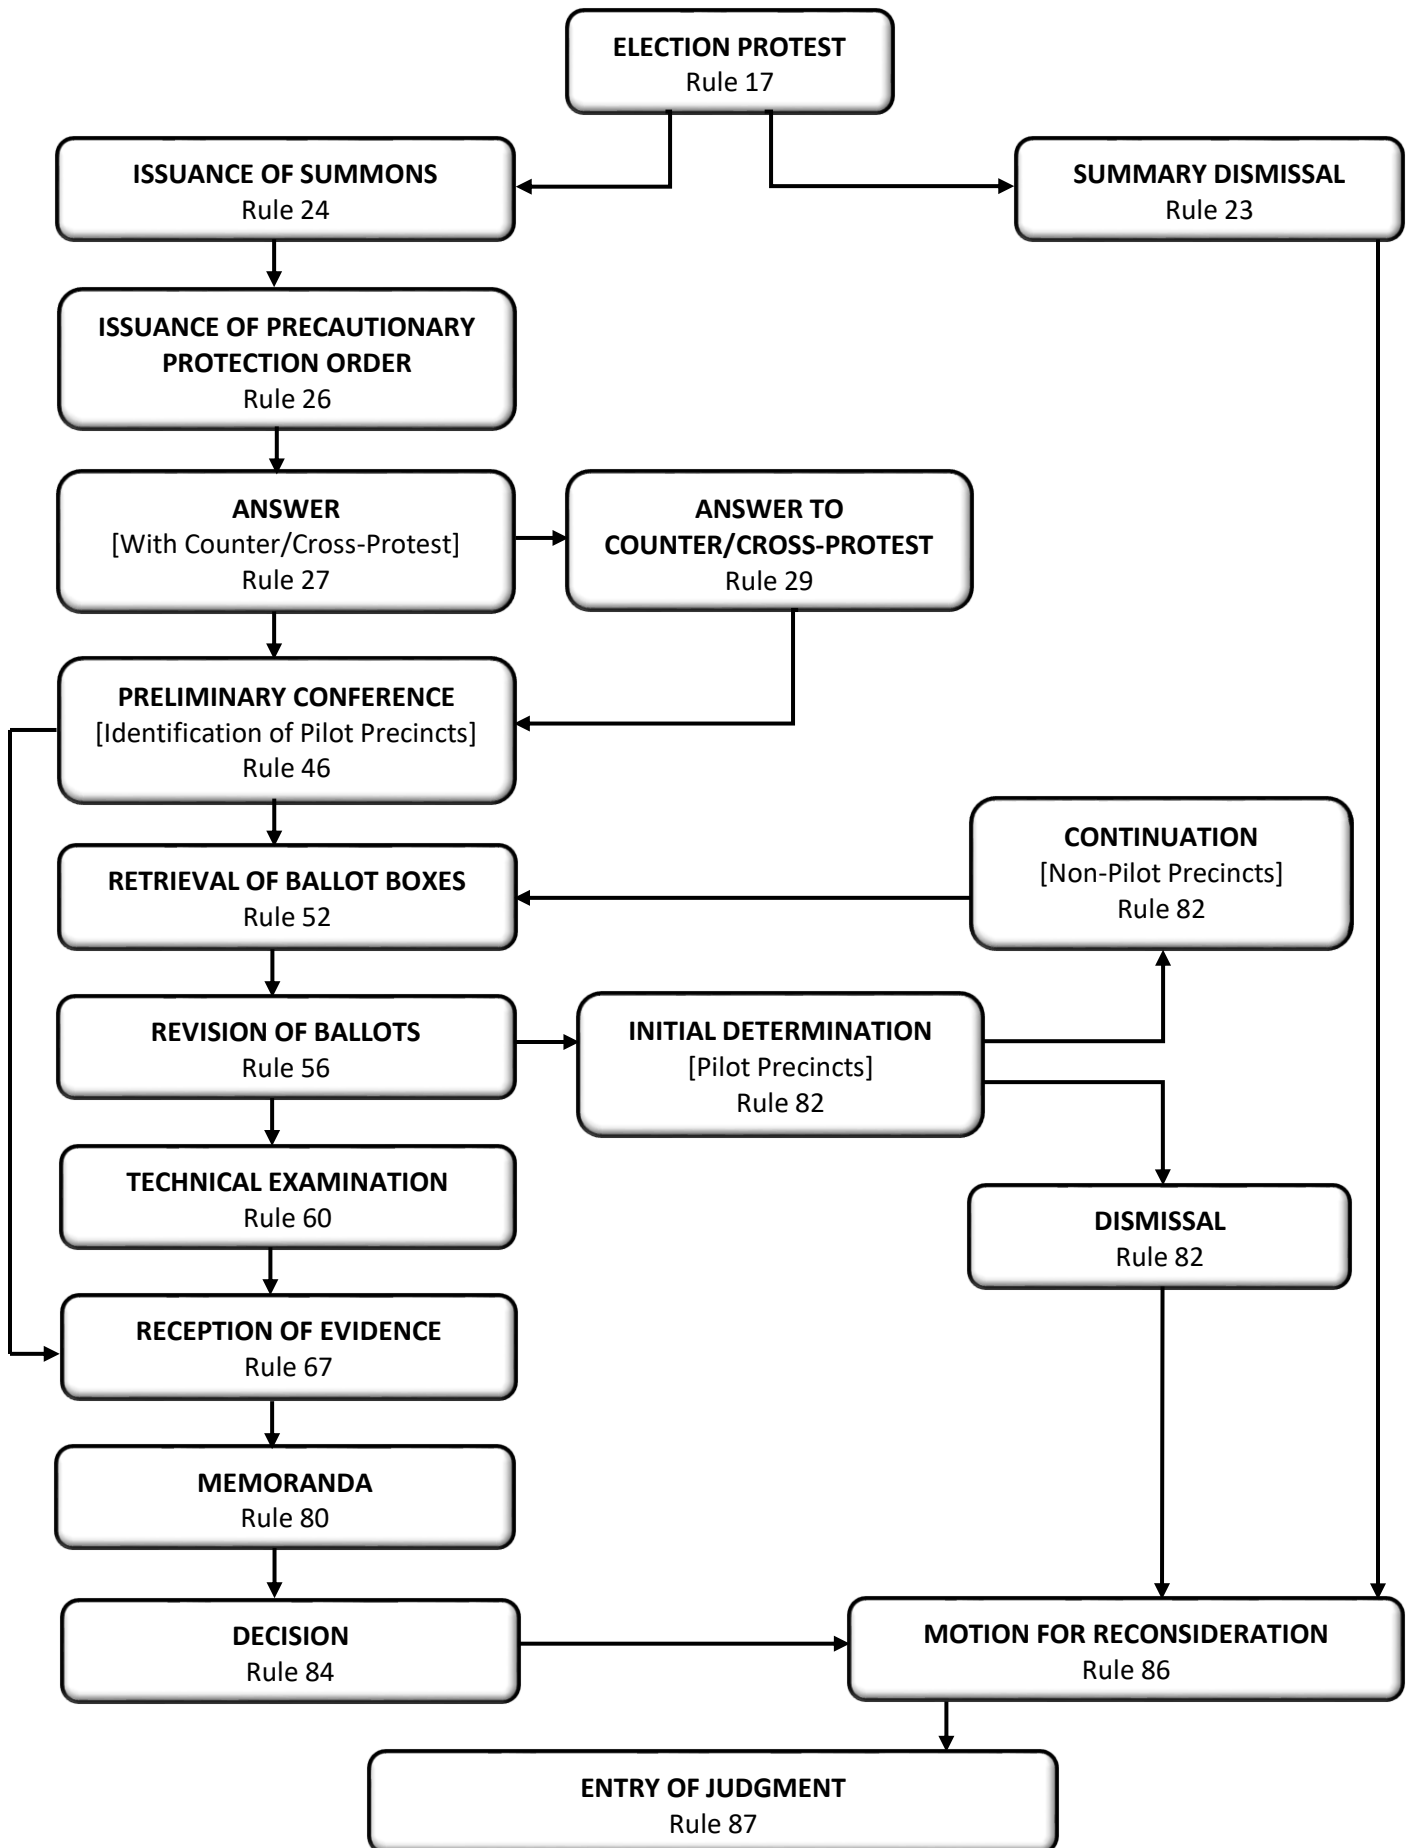 ELECTION PROTEST
Rule 17
ISSUANCE OF SUMMONS
Rule 24
SUMMARY DISMISSAL
Rule 23
ISSUANCE OF PRECAUTIONARY
PROTECTION ORDER
Rule 26
ANSWER
[With Counter/Cross-Protest]
Rule 27
ANSWER TO
COUNTER/CROSS-PROTEST
Rule 29
PRELIMINARY CONFERENCE
[Identification of Pilot Precincts]
Rule 46
CONTINUATION
[Non-Pilot Precincts]
Rule 82
RETRIEVAL OF BALLOT BOXES
Rule 52
REVISION OF BALLOTS
Rule 56
INITIAL DETERMINATION
[Pilot Precincts]
Rule 82
TECHNICAL EXAMINATION
Rule 60
DISMISSAL
Rule 82
RECEPTION OF EVIDENCE
Rule 67
MEMORANDA
Rule 80
DECISION
Rule 84
MOTION FOR RECONSIDERATION
Rule 86
ENTRY OF JUDGMENT
Rule 87